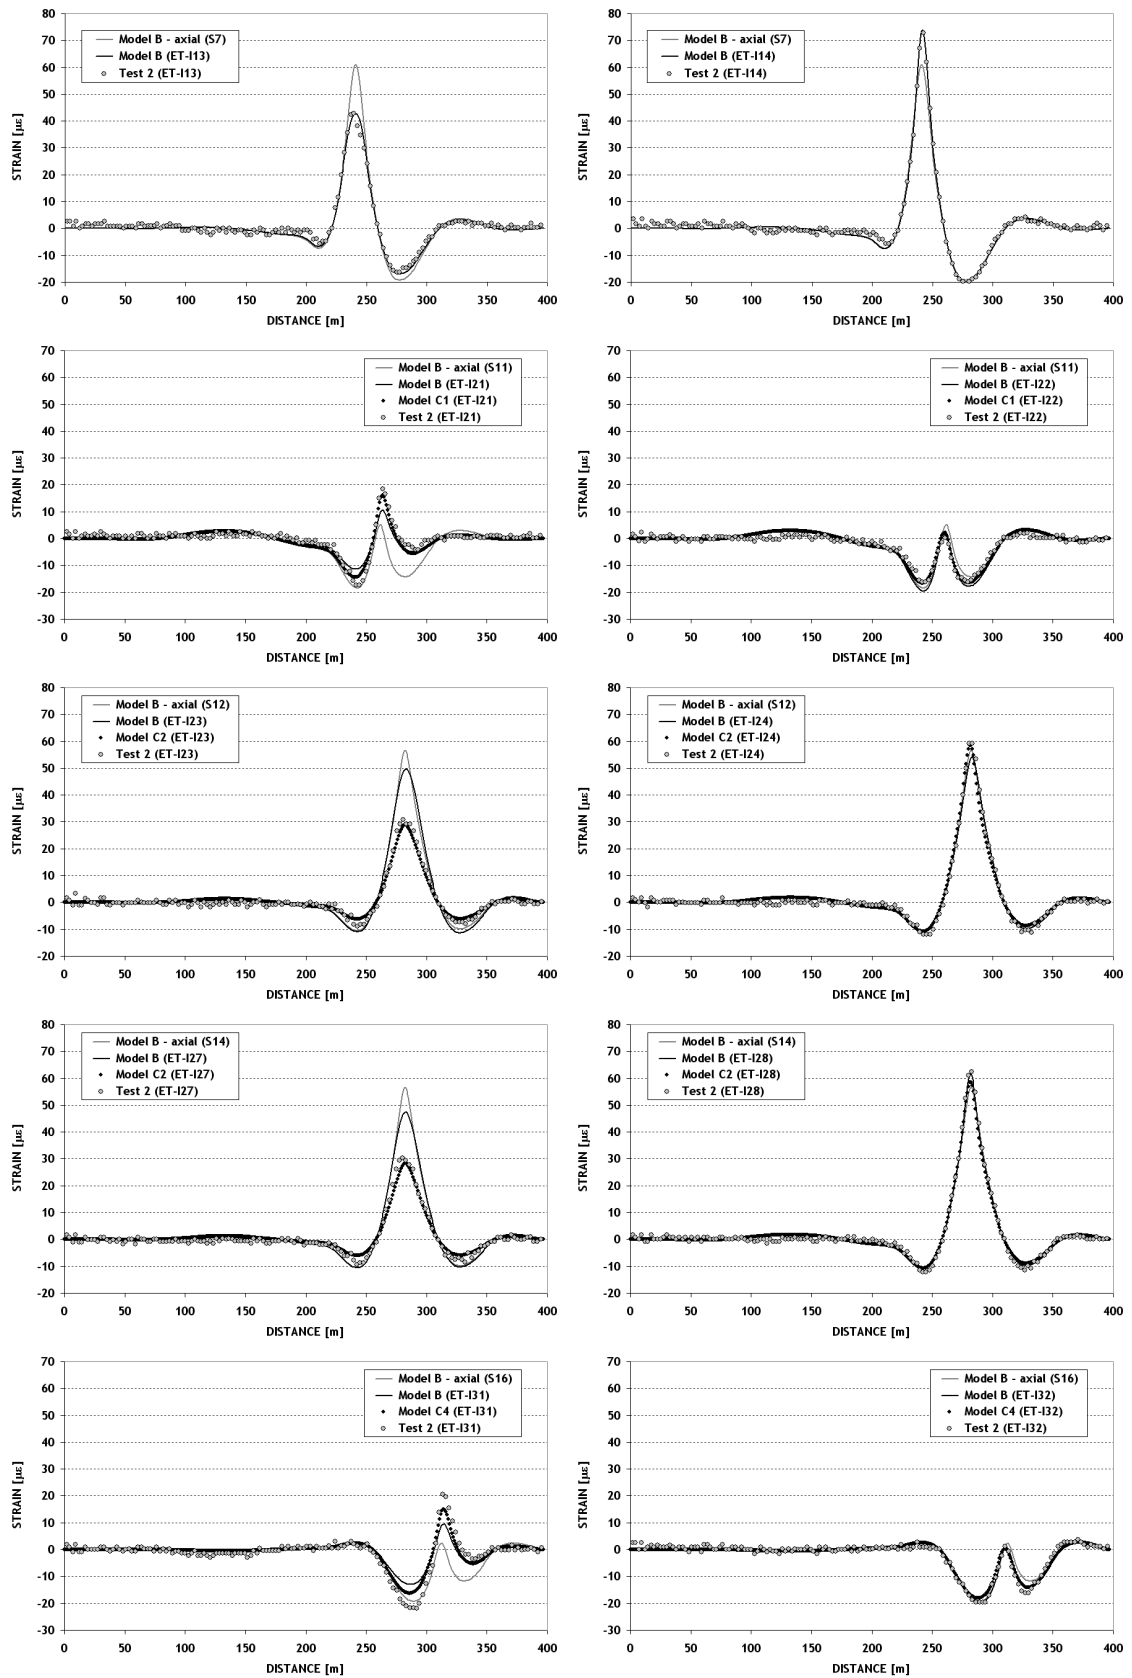 Model B - axial (S7)
Model B (ET-I13)
Test 2 (ET-I13)
STRAIN [µε]
80
70
60
50
40
30
20
10
0
-10
-20
0 50 100 150 200 250 300 350 400
DISTANCE [m]
Model B - axial (S7)
Model B (ET-I14)
Test 2 (ET-I14)
STRAIN [µε]
80
70
60
50
40
30
20
10
0
-10
-20
0 50 100 150 200 250 300 350 400
DISTANCE [m]
Model B - axial (S11)
Model B (ET-I21)
Model C1 (ET-I21)
Test 2 (ET-I21)
STRAIN [µε]
70
60
50
40
30
20
10
0
-10
-20
-30
0 50 100 150 200 250 300 350 400
DISTANCE [m]
Model B - axial (S11)
Model B (ET-I22)
Model C1 (ET-I22)
Test 2 (ET-I22)
STRAIN [µε]
70
60
50
40
30
20
10
0
-10
-20
-30
0 50 100 150 200 250 300 350 400
DISTANCE [m]
Model B - axial (S12)
Model B (ET-I23)
Model C2 (ET-I23)
Test 2 (ET-I23)
STRAIN [µε]
80
70
60
50
40
30
20
10
0
-10
-20
0 50 100 150 200 250 300 350 400
DISTANCE [m]
Model B - axial (S12)
Model B (ET-I24)
Model C2 (ET-I24)
Test 2 (ET-I24)
STRAIN [µε]
80
70
60
50
40
30
20
10
0
-10
-20
0 50 100 150 200 250 300 350 400
DISTANCE [m]
Model B - axial (S14)
Model B (ET-I27)
Model C2 (ET-I27)
Test 2 (ET-I27)
STRAIN [µε]
80
70
60
50
40
30
20
10
0
-10
-20
0 50 100 150 200 250 300 350 400
DISTANCE [m]
Model B - axial (S14)
Model B (ET-I28)
Model C2 (ET-I28)
Test 2 (ET-I28)
STRAIN [µε]
80
70
60
50
40
30
20
10
0
-10
-20
0 50 100 150 200 250 300 350 400
DISTANCE [m]
Model B - axial (S16)
Model B (ET-I31)
Model C4 (ET-I31)
Test 2 (ET-I31)
STRAIN [µε]
70
60
50
40
30
20
10
0
-10
-20
-30
0 50 100 150 200 250 300 350 400
DISTANCE [m]
Model B - axial (S16)
Model B (ET-I32)
Model C4 (ET-I32)
Test 2 (ET-I32)
STRAIN [µε]
70
60
50
40
30
20
10
0
-10
-20
-30
0 50 100 150 200 250 300 350 400
DISTANCE [m]